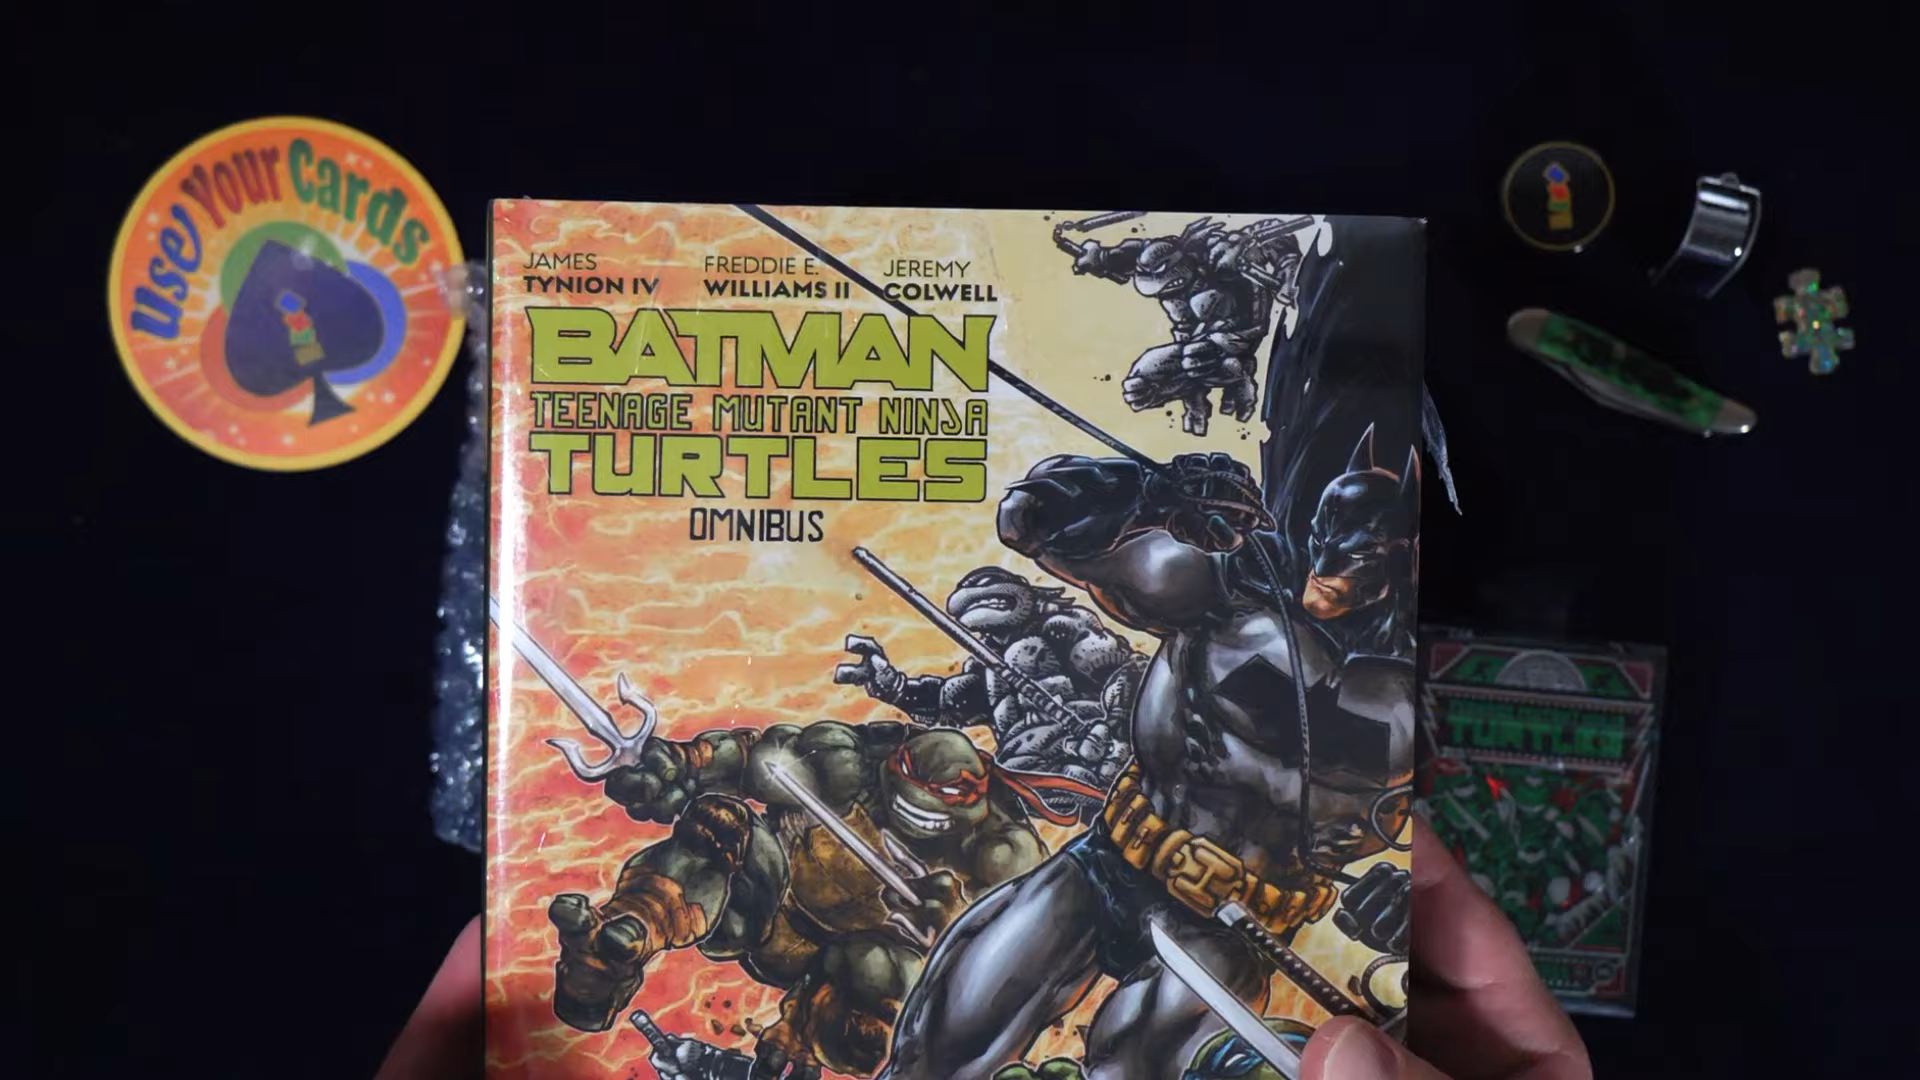 Use Your Cards
JAMES
TYNION IV
FREDDIE E.
WILLIAMS II
JEREMY
COLWELL
BATMAN
TEENAGE MUTANT NINJA
TURTLES
OMNIBUS
TURTLES